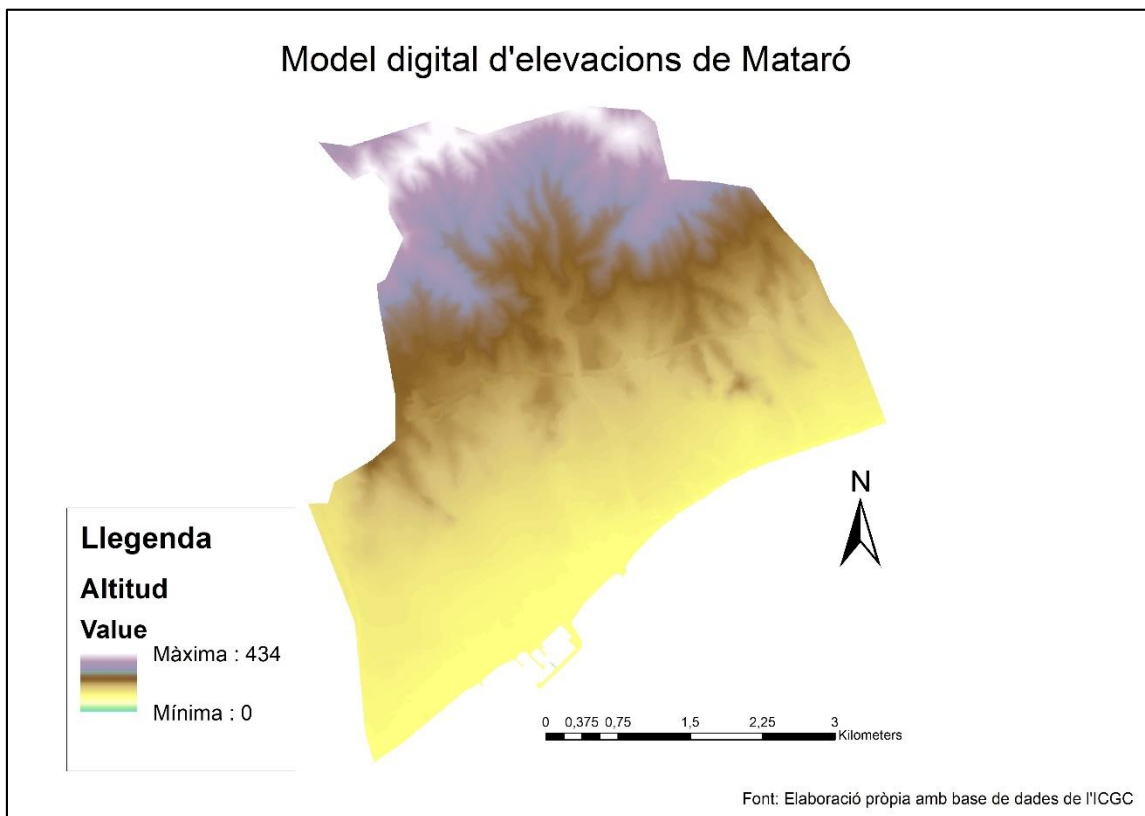 Model digital d'elevacions de Mataró
N
Llegenda
Altitud
Value
Màxima : 434
Mínima : 0
0 0,375 0,75 1,5 2,25 3
Kilometers
Font: Elaboració pròpia amb base de dades de l'ICGC